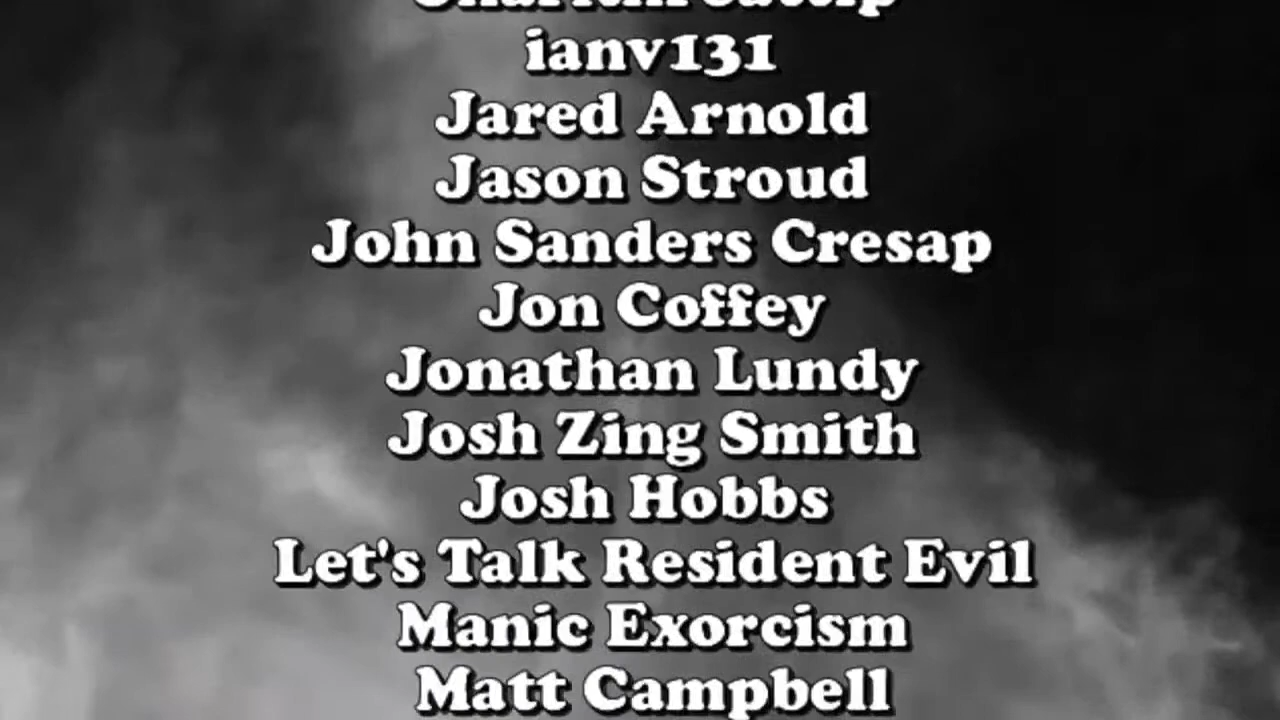 ianv131
Jared Arnold
Jason Stroud
John Sanders Cresap
Jon Coffey
Jonathan Lundy
Josh Zing Smith
Josh Hobbs
Let's Talk Resident Evil
Manic Exorcism
Matt Campbell